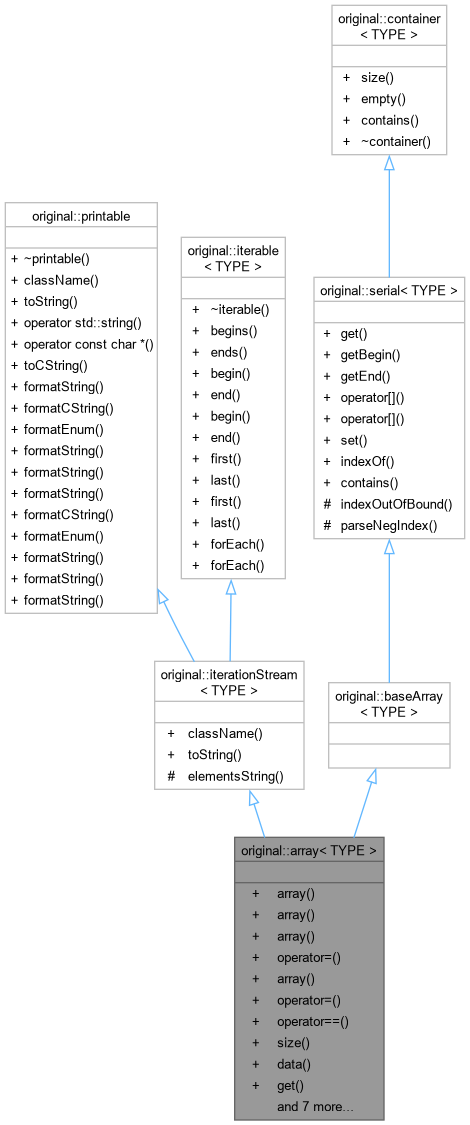 original::container
< TYPE >
+ size()
+ empty()
+ contains()
+ ~container()
original::printable
+ ~printable()
+ className()
+ toString()
+ operator std::string()
+ operator const char *()
+ toCString()
+ formatString()
+ formatCString()
+ formatEnum()
+ formatString()
+ formatString()
+ formatString()
+ formatCString()
+ formatEnum()
+ formatString()
+ formatString()
+ formatString()
original::iterable
< TYPE >
+ ~iterable()
+ begins()
+ ends()
+ begin()
+ end()
+ begin()
+ end()
+ first()
+ last()
+ first()
+ last()
+ forEach()
+ forEach()
original::serial< TYPE >
+ get()
+ getBegin()
+ getEnd()
+ operator[]()
+ operator[]()
+ set()
+ indexOf()
+ contains()
# indexOutOfBound()
# parseNegIndex()
original::iterationStream
< TYPE >
+ className()
+ toString()
# elementsString()
original::baseArray
< TYPE >
original::array< TYPE >
+ array()
+ array()
+ array()
+ operator=()
+ array()
+ operator=()
+ operator==()
+ size()
+ data()
+ get()
and 7 more...